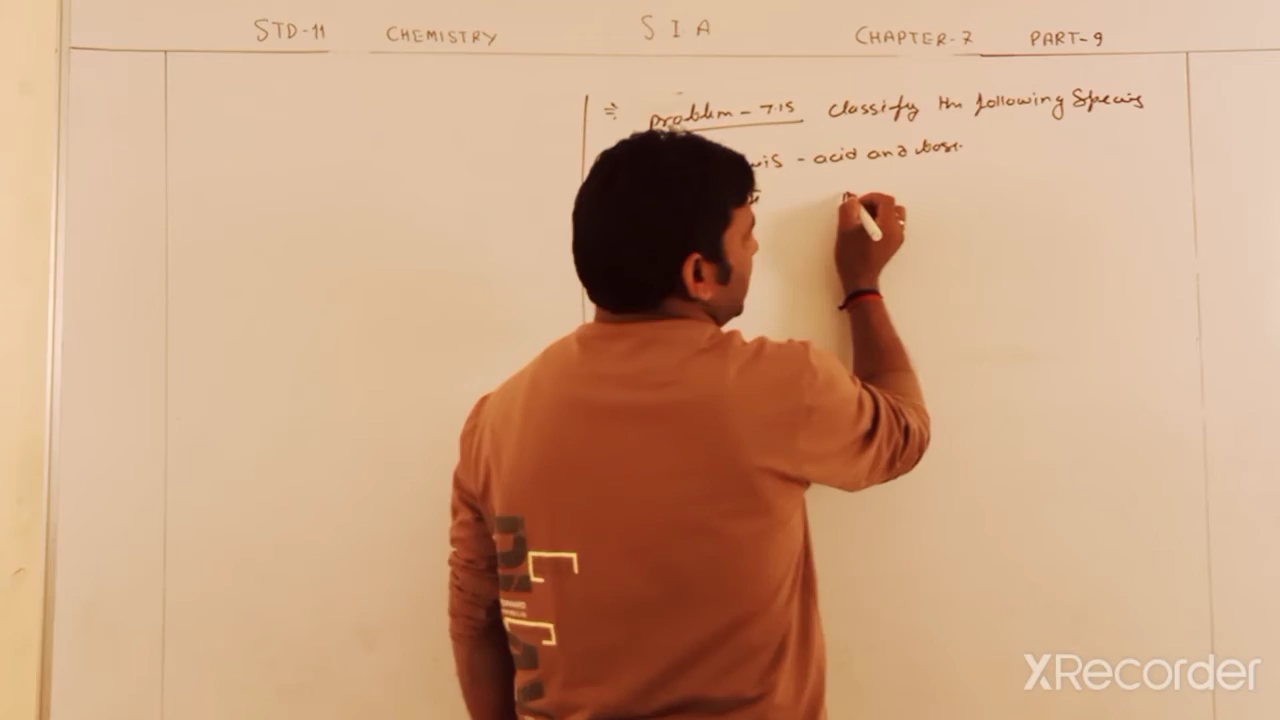 STD-11 CHEMISTRY S I A CHAPTER-7 PART-9
⇒ problem - 7.15 classify the following Species
wis - acid and base.
XRecorder